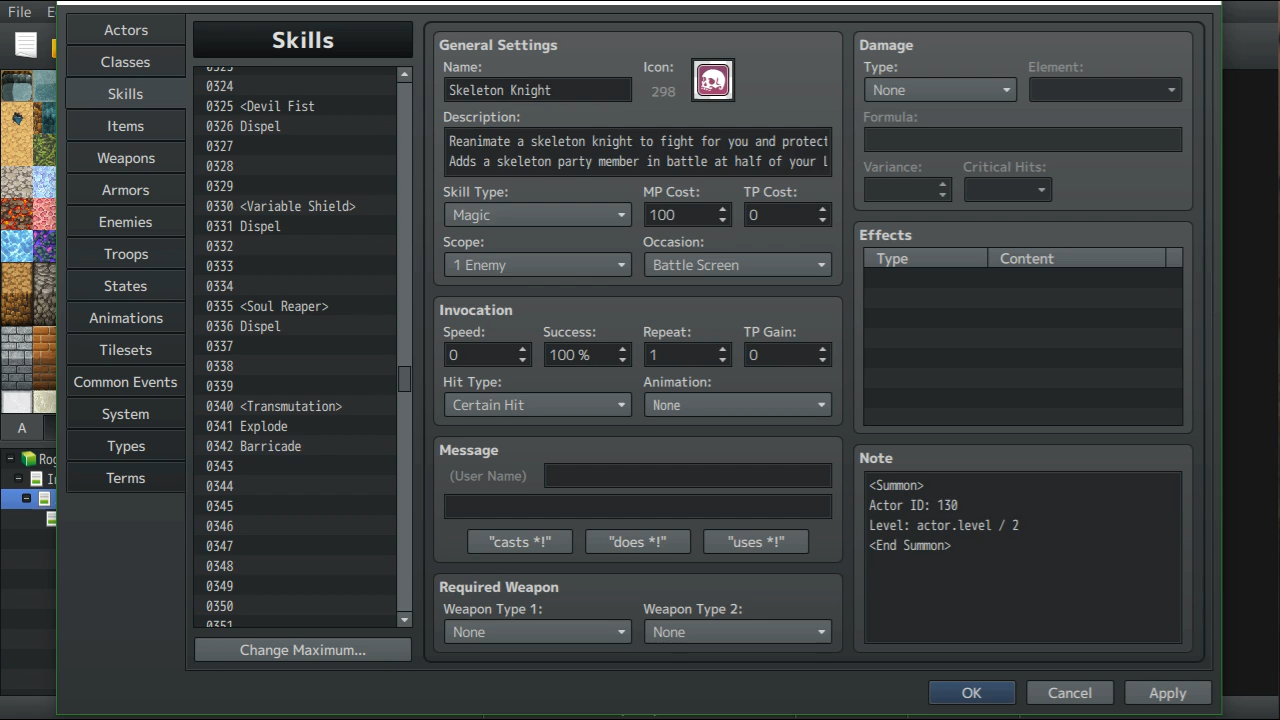 File
Actors
Classes
Skills
Items
Weapons
Armors
Enemies
Troops
States
Animations
Tilesets
Common Events
System
Types
Terms
A
Skills
0323
0324
0325 <Devil Fist
0326 Dispel
0327
0328
0329
0330 <Variable Shield>
0331 Dispel
0332
0333
0334
0335 <Soul Reaper>
0336 Dispel
0337
0338
0339
0340 <Transmutation>
0341 Explode
0342 Barricade
0343
0344
0345
0346
0347
0348
0349
0350
0351
Change Maximum...
General Settings
Name: Icon:
Skeleton Knight 298
Description:
Reanimate a skeleton knight to fight for you and protect
Adds a skeleton party member in battle at half of your
Skill Type: MP Cost: TP Cost:
Magic 100 0
Scope: Occasion:
1 Enemy Battle Screen
Invocation
Speed: Success: Repeat: TP Gain:
0 100 % 1 0
Hit Type: Animation:
Certain Hit None
Message
(User Name)
"casts *!" "does *!" "uses *!"
Required Weapon
Weapon Type 1: Weapon Type 2:
None None
Damage
Type: Element:
None
Formula:
Variance: Critical Hits:
Effects
Type Content
Note
<Summon>
Actor ID: 130
Level: actor.level / 2
<End Summon>
OK Cancel Apply